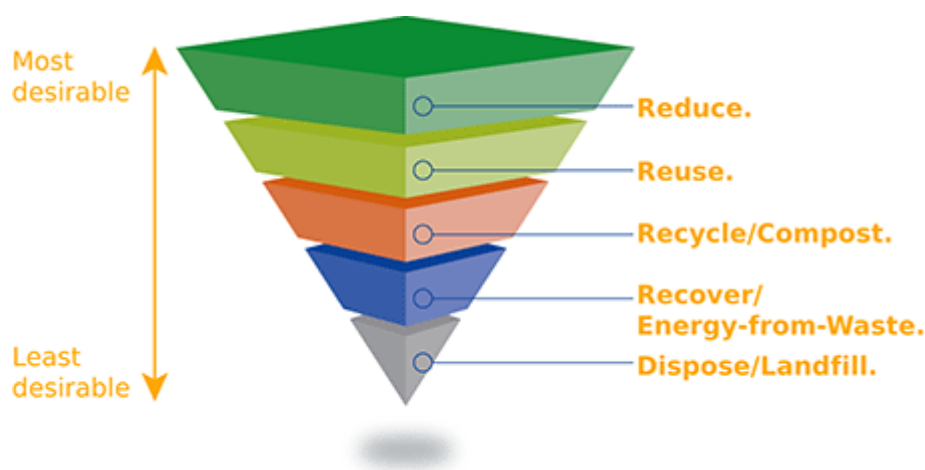 Most
desirable
Reduce.
Reuse.
Recycle/Compost.
Recover/
Energy-from-Waste.
Least
desirable
Dispose/Landfill.